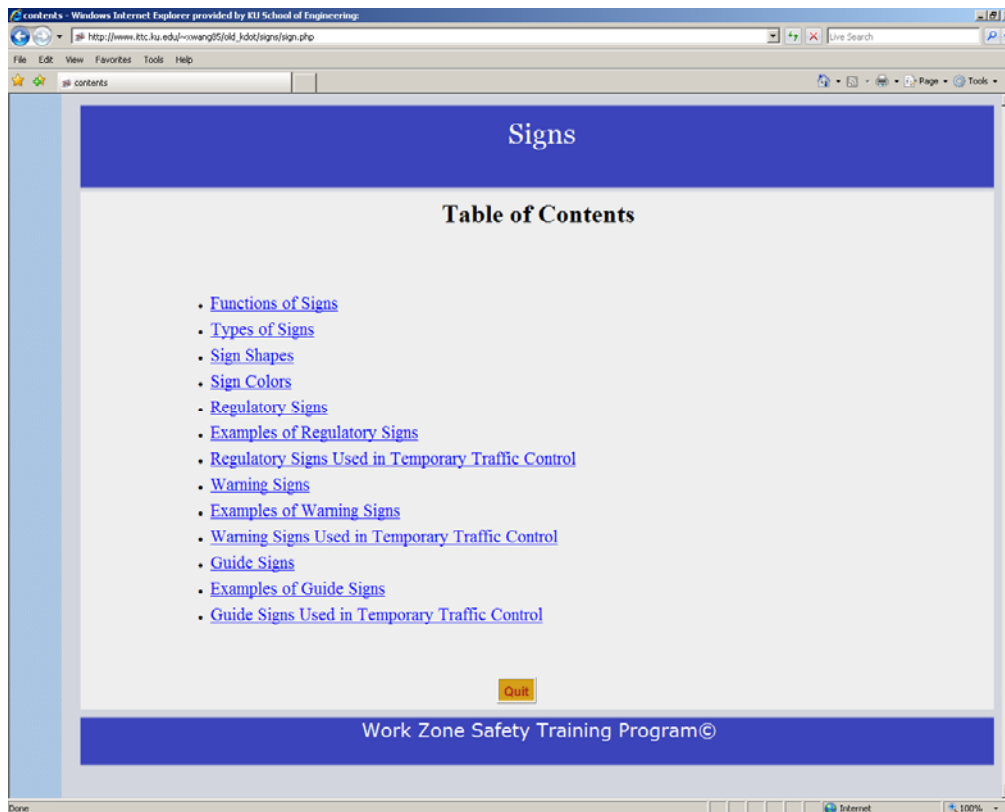 contents - Windows Internet Explorer provided by KU School of Engineering:
http://www.ittc.ku.edu/~xwang05/old_kdot/signs/sign.php
Live Search
File Edit View Favorites Tools Help
contents
Page Tools
Signs
Table of Contents
Functions of Signs
Types of Signs
Sign Shapes
Sign Colors
Regulatory Signs
Examples of Regulatory Signs
Regulatory Signs Used in Temporary Traffic Control
Warning Signs
Examples of Warning Signs
Warning Signs Used in Temporary Traffic Control
Guide Signs
Examples of Guide Signs
Guide Signs Used in Temporary Traffic Control
Quit
Work Zone Safety Training Program©
Done
Internet
100%